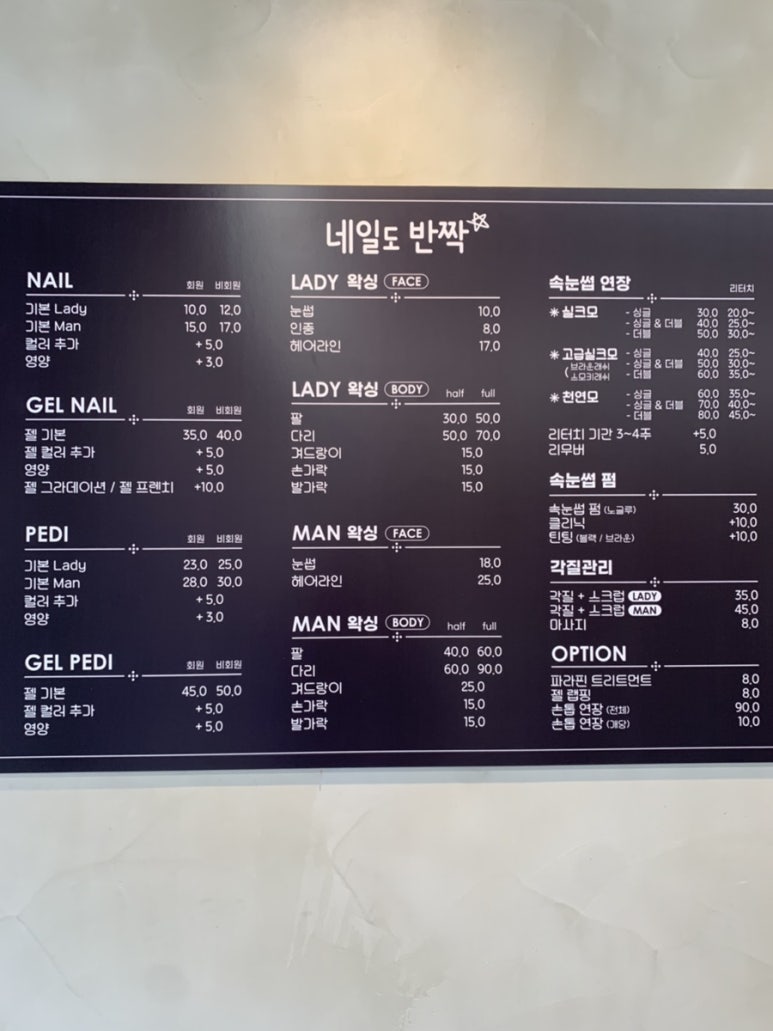 네일도 반짝
NAIL 회원 비회원
기본 Lady 10,0 12,0
기본 Man 15,0 17,0
컬러 추가 + 5,0
영양 + 3,0
GEL NAIL 회원 비회원
젤 기본 35,0 40,0
젤 컬러 추가 + 5,0
영양 + 5,0
젤 그라데이션 / 젤 프렌치 +10,0
PEDI 회원 비회원
기본 Lady 23,0 25,0
기본 Man 28,0 30,0
컬러 추가 + 5,0
영양 + 3,0
GEL PEDI 회원 비회원
젤 기본 45,0 50,0
젤 컬러 추가 + 5,0
영양 + 5,0
LADY 왁싱 FACE
눈썹 10,0
인중 8,0
헤어라인 17,0
LADY 왁싱 BODY half full
팔 30,0 50,0
다리 50,0 70,0
겨드랑이 15,0
손가락 15,0
발가락 15,0
MAN 왁싱 FACE
눈썹 18,0
헤어라인 25,0
MAN 왁싱 BODY half full
팔 40,0 60,0
다리 60,0 90,0
겨드랑이 25,0
손가락 15,0
발가락 15,0
속눈썹 연장 리터치
✳ 실크모 - 싱글 30,0 20,0~
- 싱글 & 더블 40,0 25,0~
- 더블 50,0 30,0~
✳ 고급실크모 - 싱글 40,0 25,0~
(브라운래쉬 - 싱글 & 더블 50,0 30,0~
스모키래쉬 - 더블 60,0 35,0~
✳ 천연모 - 싱글 60,0 35,0~
- 싱글 & 더블 70,0 40,0~
- 더블 80,0 45,0~
리터치 기간 3~4주 +5,0
리무버 5,0
속눈썹 펌
속눈썹 펌 (노글루) 30,0
클리닉 +10,0
틴팅 (블랙 / 브라운) +10,0
각질관리
각질 + 스크럽 LADY 35,0
각질 + 스크럽 MAN 45,0
마사지 8,0
OPTION
파라핀 트리트먼트 8,0
젤 랩핑 8,0
손톱 연장 (전체) 90,0
손톱 연장 (개당) 10,0